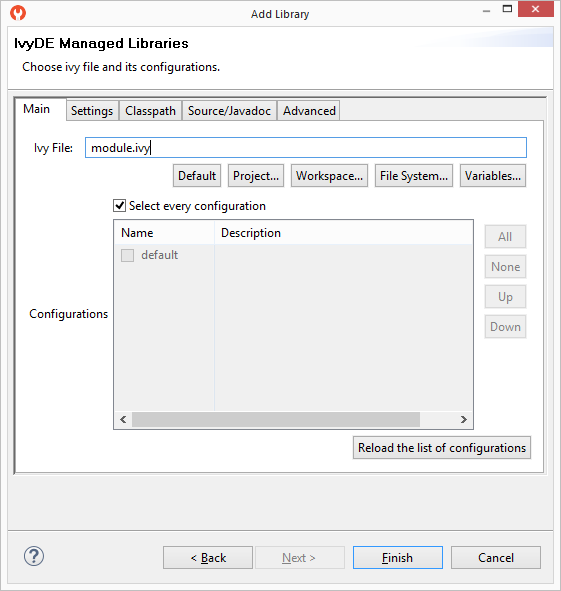 Add Library
IvyDE Managed Libraries
Choose ivy file and its configurations.
Main Settings Classpath Source/Javadoc Advanced
Ivy File: module.ivy
Default Project... Workspace... File System... Variables...
Select every configuration
Name Description
All
default
None
Up
Configurations
Down
Reload the list of configurations
? < Back Next > Finish Cancel